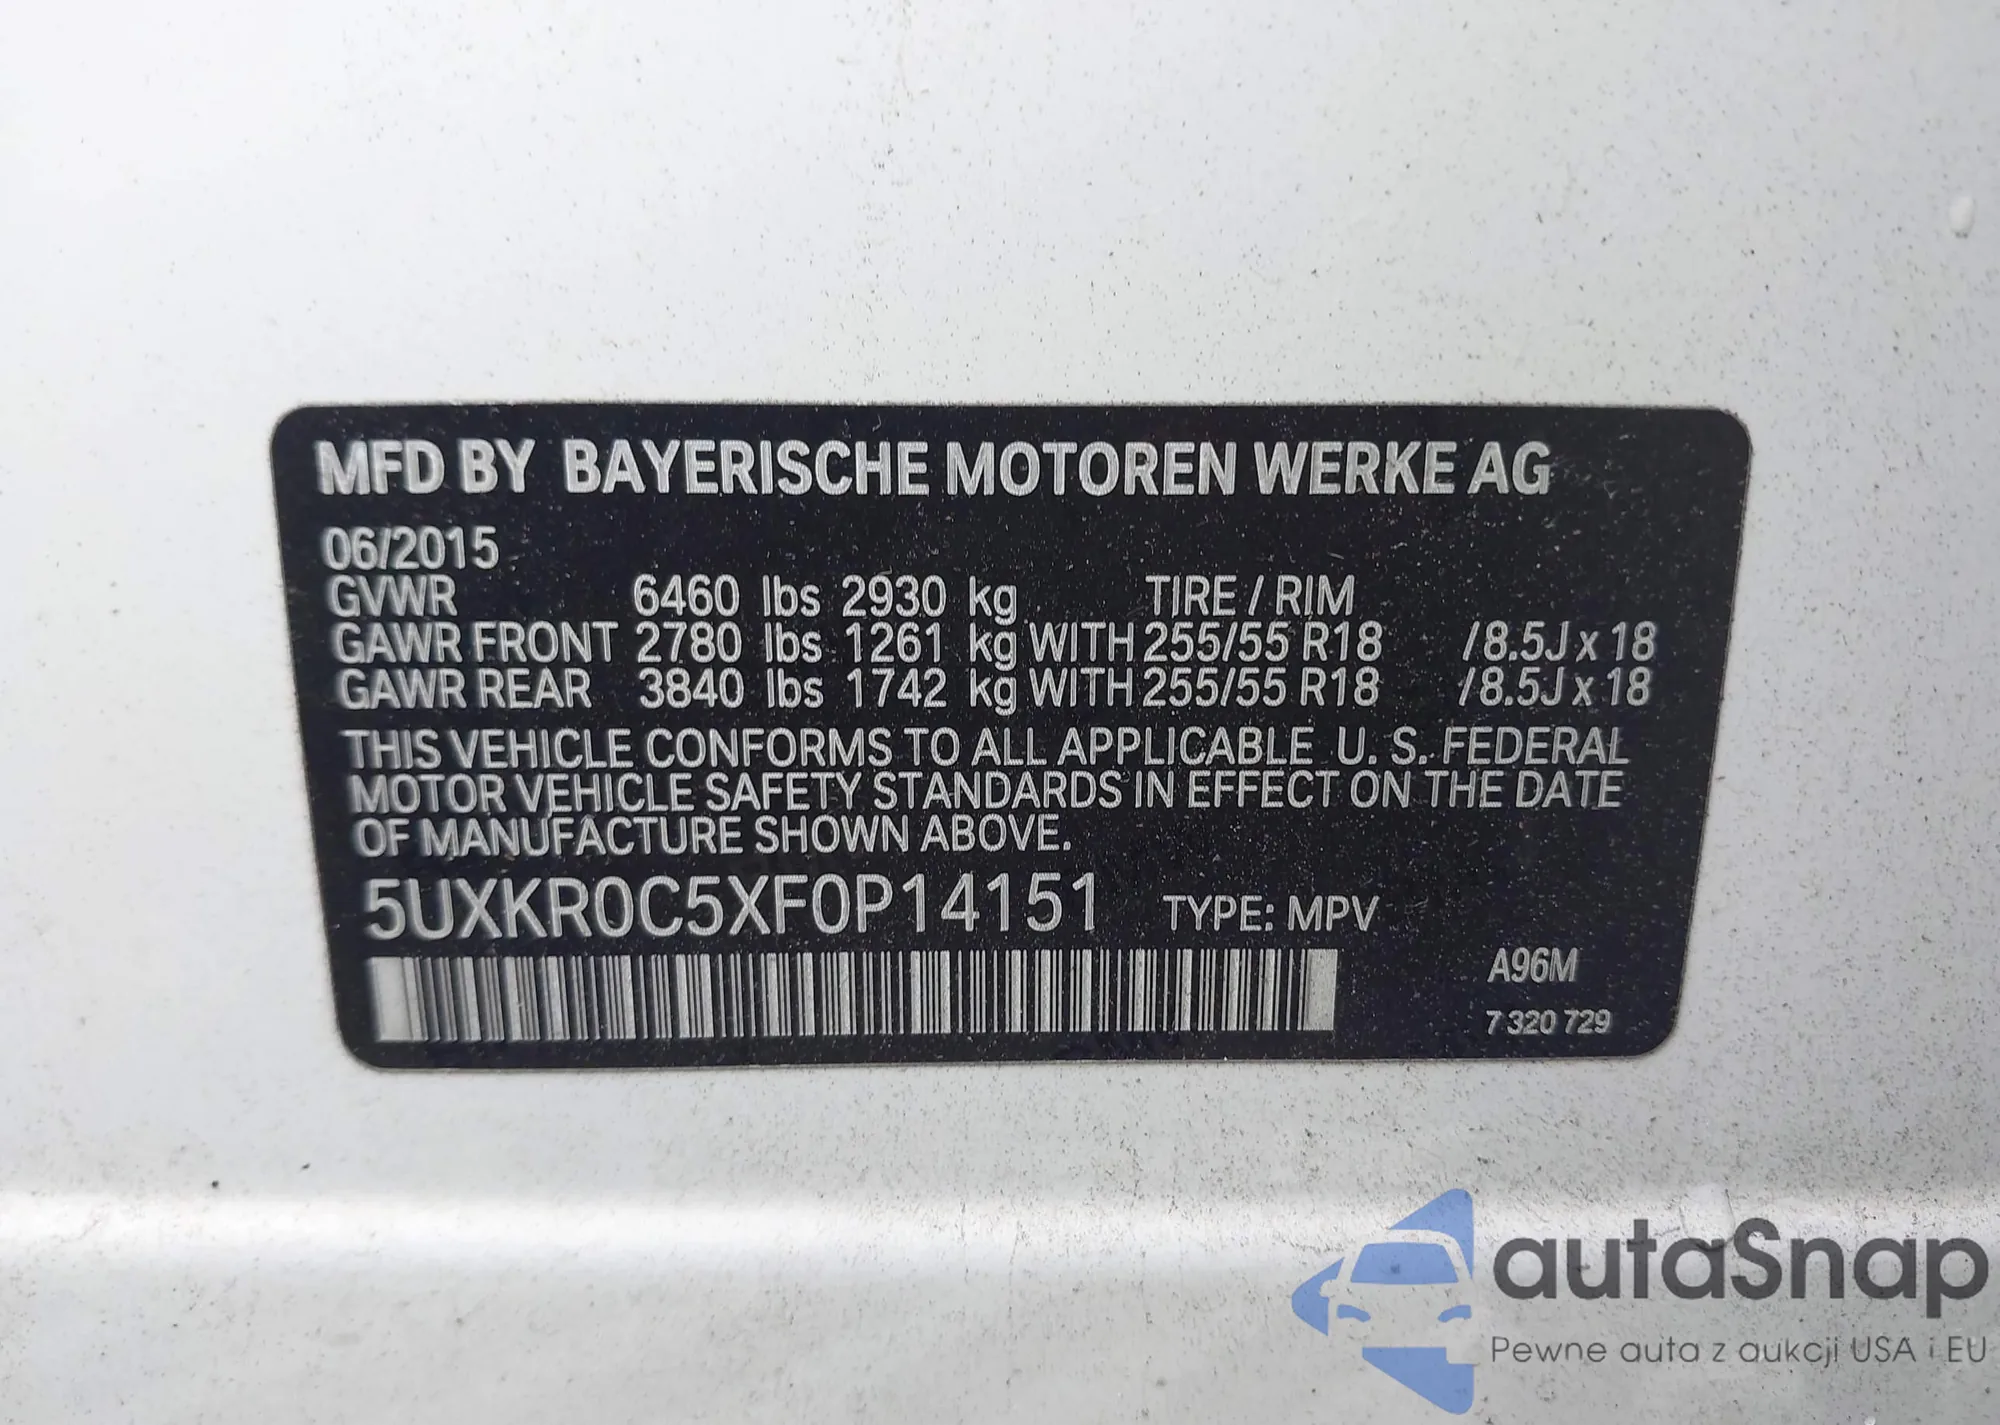 MFD BY BAYERISCHE MOTOREN WERKE AG
06/2015
GVWR 6460 lbs 2930 kg TIRE / RIM
GAWR FRONT 2780 lbs 1261 kg WITH 255/55 R18 /8.5J x 18
GAWR REAR 3840 lbs 1742 kg WITH 255/55 R18 /8.5J x 18
THIS VEHICLE CONFORMS TO ALL APPLICABLE U. S. FEDERAL
MOTOR VEHICLE SAFETY STANDARDS IN EFFECT ON THE DATE
OF MANUFACTURE SHOWN ABOVE.
5UXKR0C5XF0P14151 TYPE: MPV
A96M
7 320 729
autaSnap
Pewne auta z aukcji USA i EU